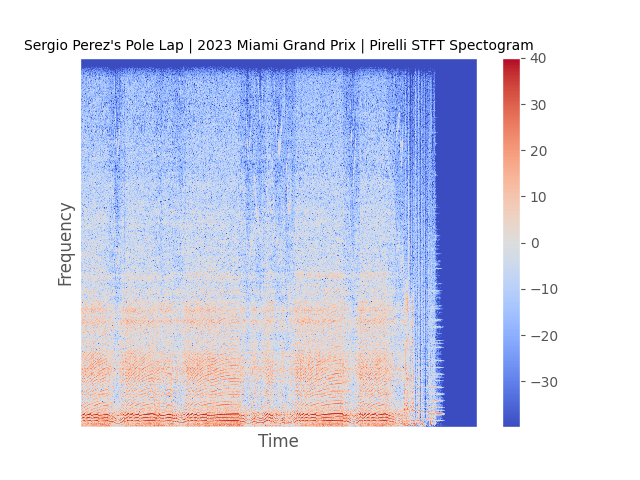 Sergio Perez's Pole Lap | 2023 Miami Grand Prix | Pirelli STFT Spectogram
Frequency
Time
40
30
20
10
0
−10
−20
−30